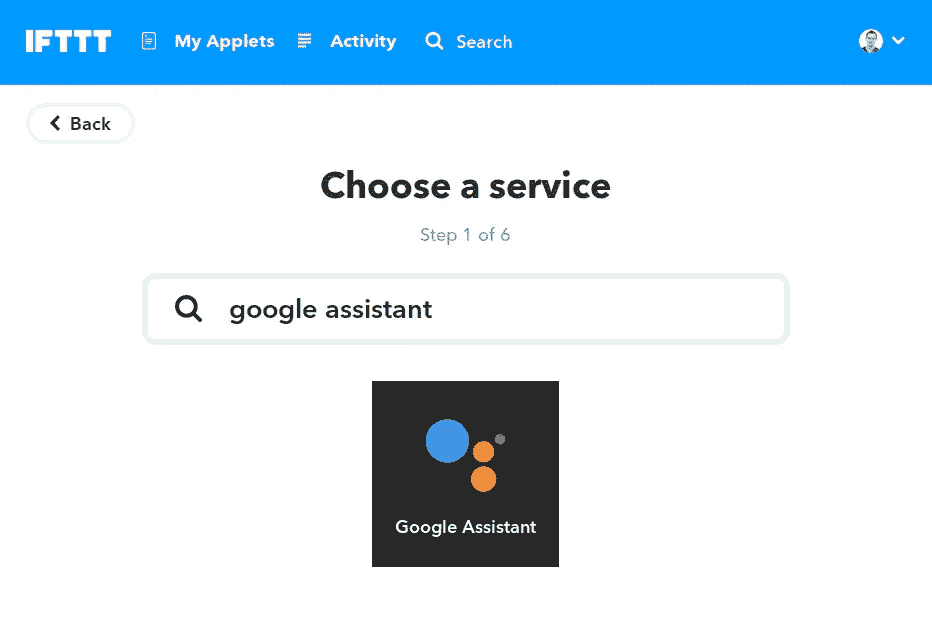 IFTTT My Applets Activity Search
Back
Choose a service
Step 1 of 6
google assistant
Google Assistant